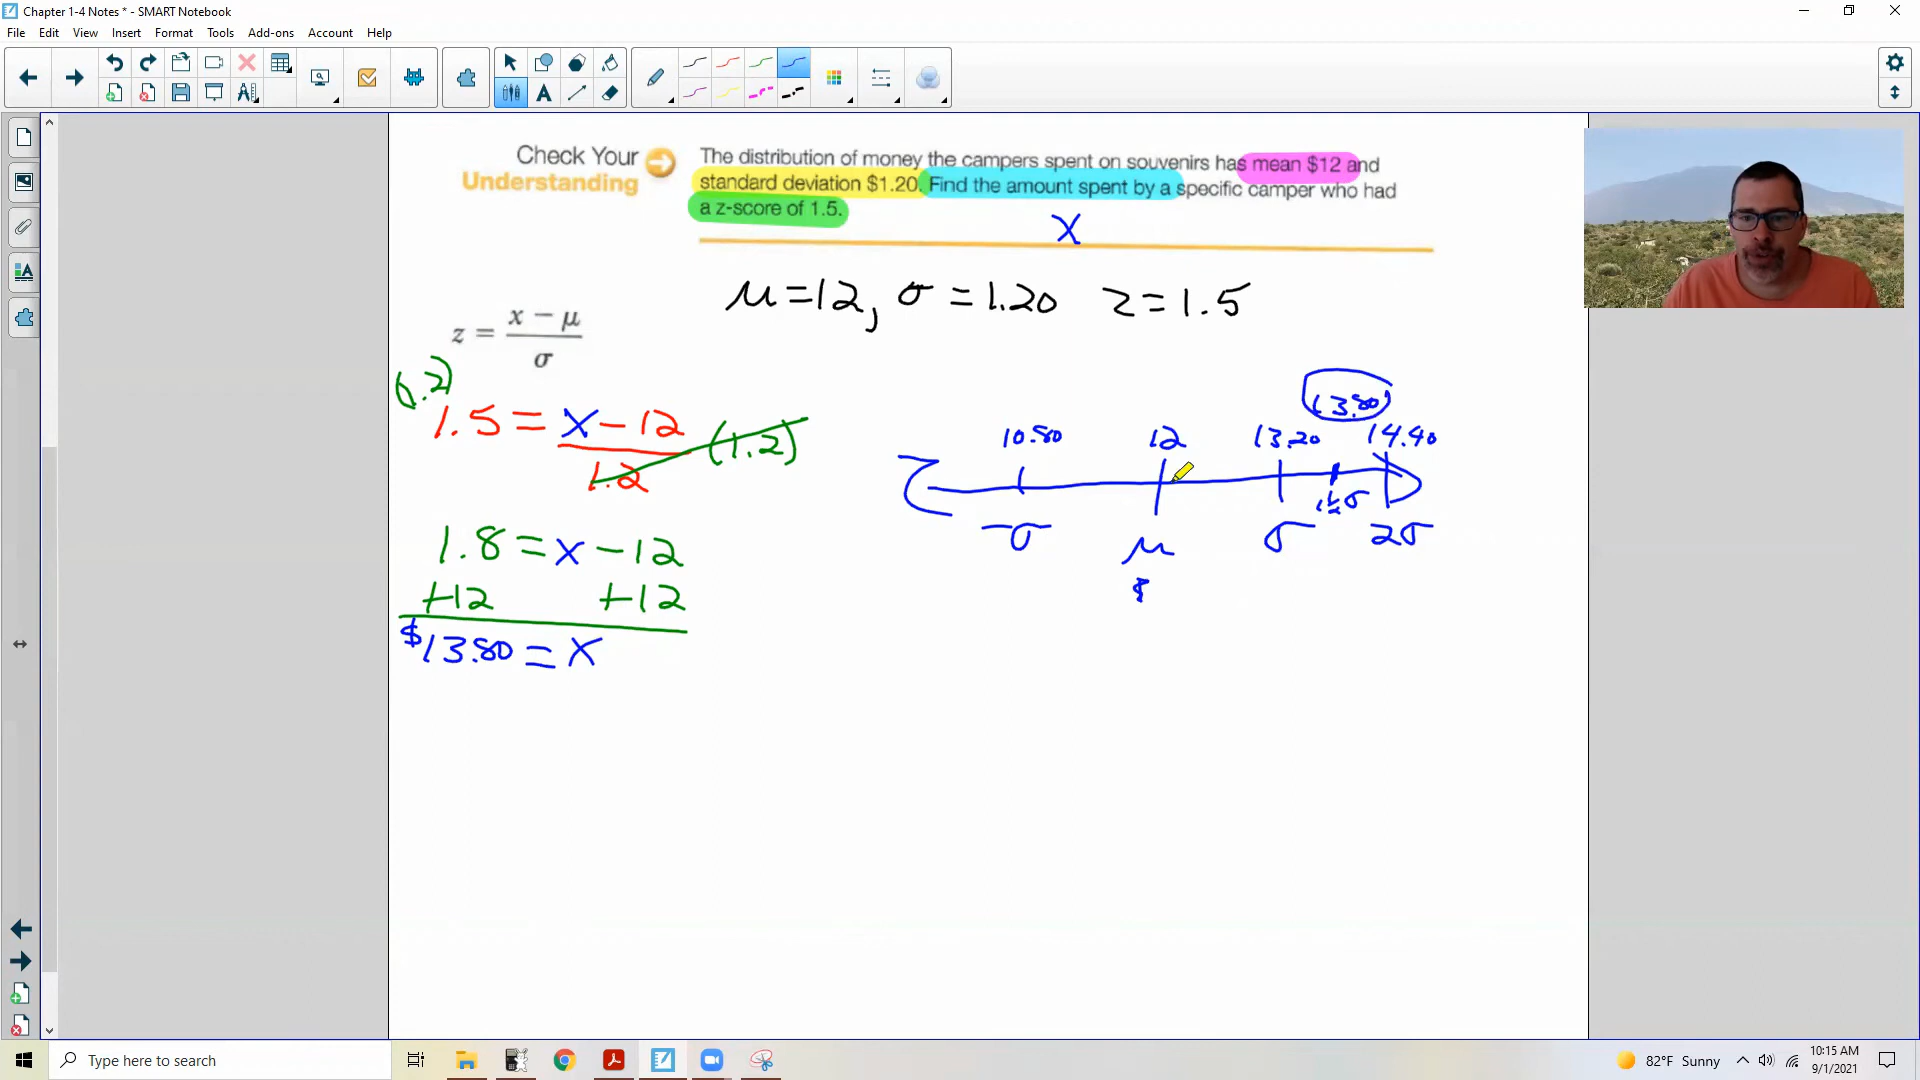 Chapter 1-4 Notes * - SMART Notebook
File Edit View Insert Format Tools Add-ons Account Help
Check Your
Understanding
The distribution of money the campers spent on souvenirs has mean $12 and
standard deviation $1.20. Find the amount spent by a specific camper who had
a z-score of 1.5.
x
μ=12, σ=1.20 z=1.5
z = x − μ / σ
(1.2)
1.5 = x − 12 / 1.2 (1.2)
1.8 = x − 12
+12 +12
$13.80 = x
13.80
10.80 12 13.20 14.40
1½σ
−σ μ σ 2σ
$
Type here to search
82°F Sunny
10:15 AM
9/1/2021